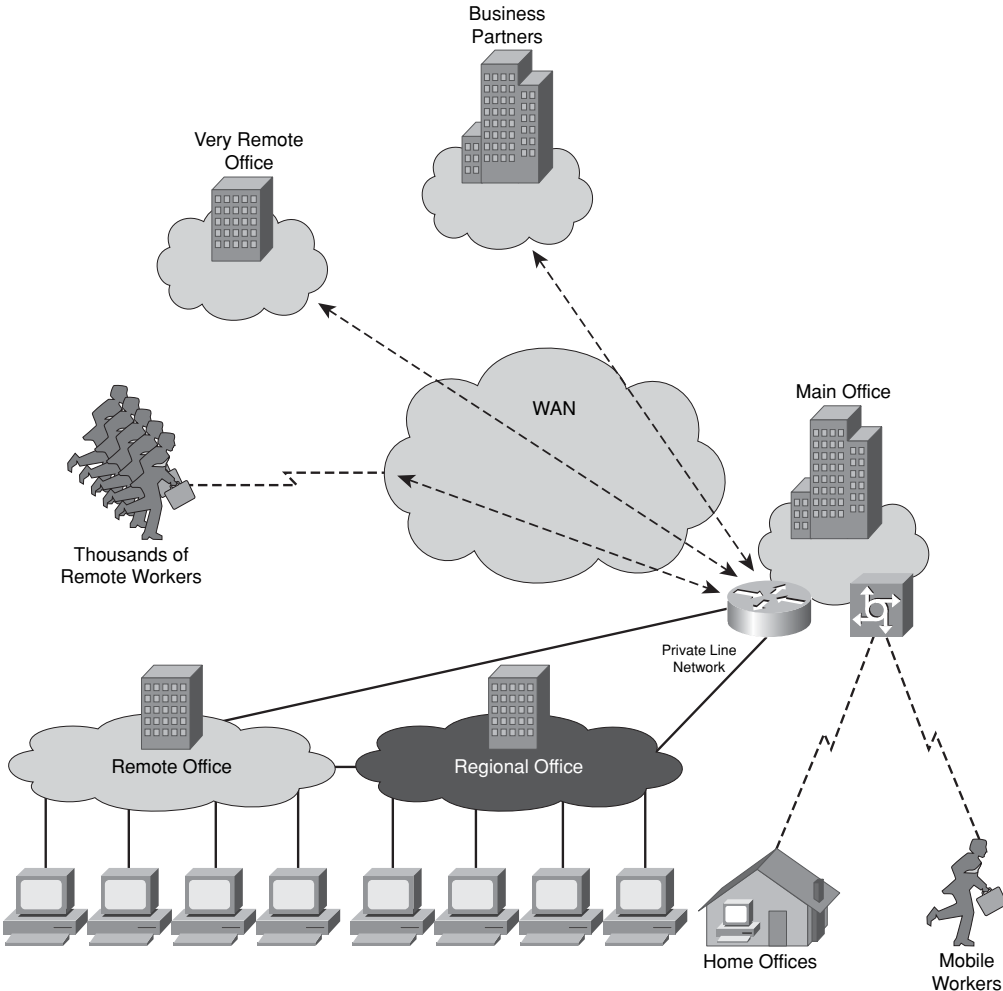 Business
Partners
Very Remote
Office
WAN
Main Office
Thousands of
Remote Workers
Private Line
Network
Remote Office
Regional Office
Home Offices
Mobile
Workers